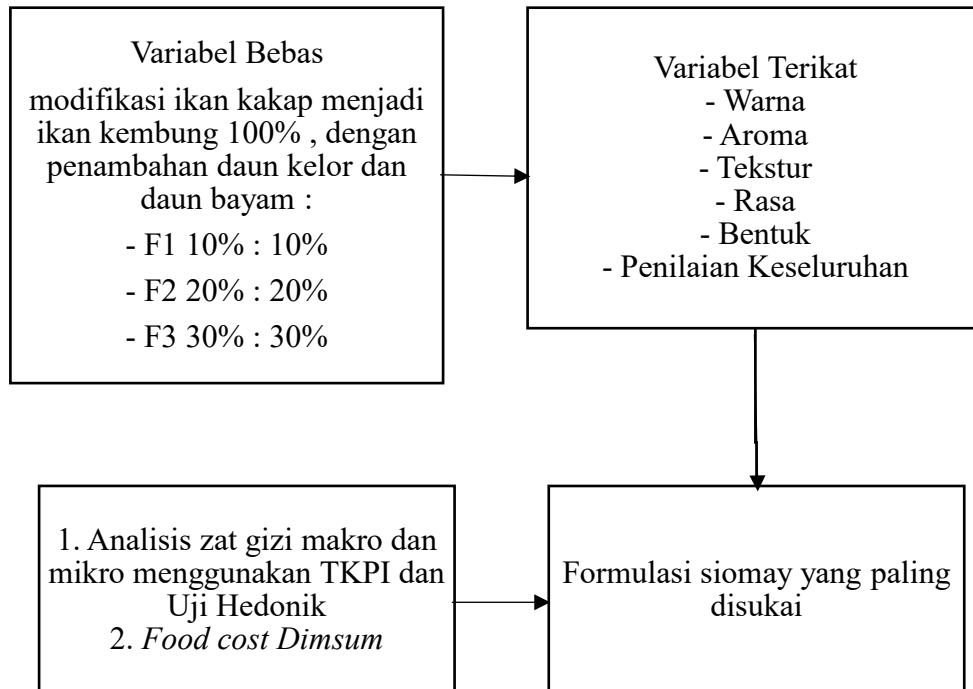 Variabel Bebas
modifikasi ikan kakap menjadi
ikan kembung 100% , dengan
penambahan daun kelor dan
daun bayam :
- F1 10% : 10%
- F2 20% : 20%
- F3 30% : 30%
Variabel Terikat
- Warna
- Aroma
- Tekstur
- Rasa
- Bentuk
- Penilaian Keseluruhan
1. Analisis zat gizi makro dan
mikro menggunakan TKPI dan
Uji Hedonik
2. Food cost Dimsum
Formulasi siomay yang paling
disukai